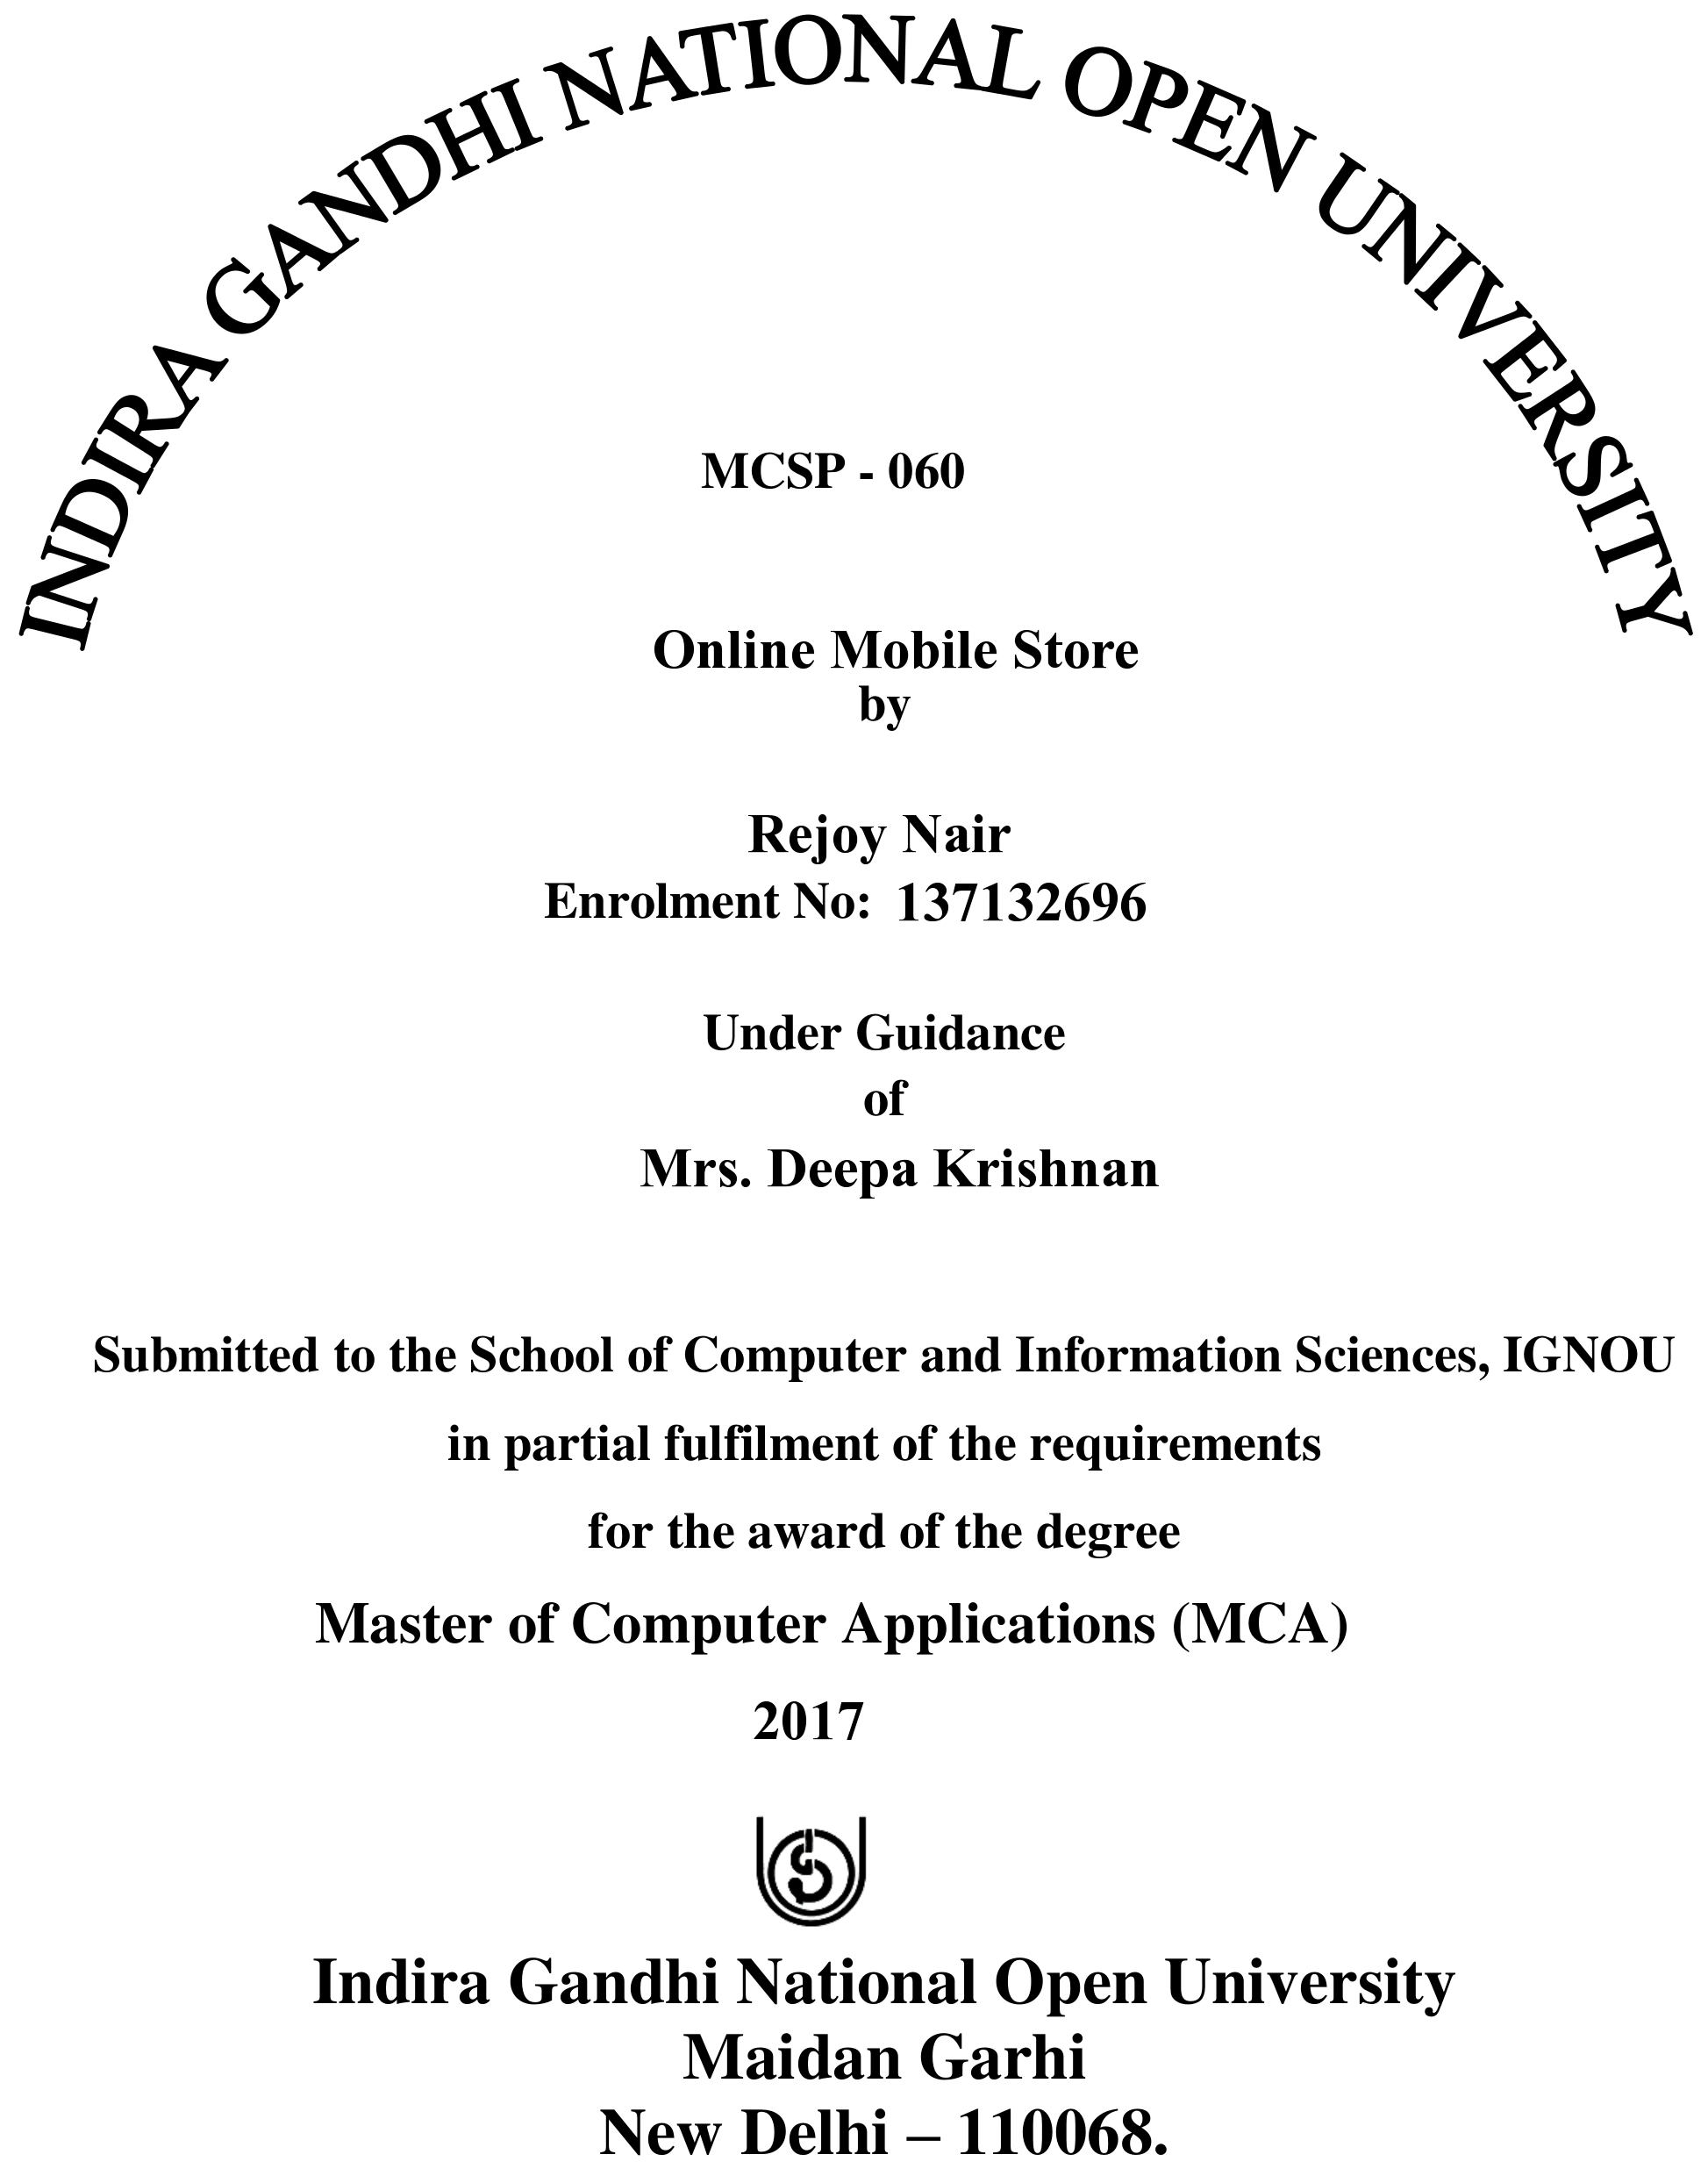 INDIRA GANDHI NATIONAL OPEN UNIVERSITY
MCSP - 060
Online Mobile Store
by
Rejoy Nair
Enrolment No: 137132696
Under Guidance
of
Mrs. Deepa Krishnan
Submitted to the School of Computer and Information Sciences, IGNOU
in partial fulfilment of the requirements
for the award of the degree
Master of Computer Applications (MCA)
2017
Indira Gandhi National Open University
Maidan Garhi
New Delhi – 110068.